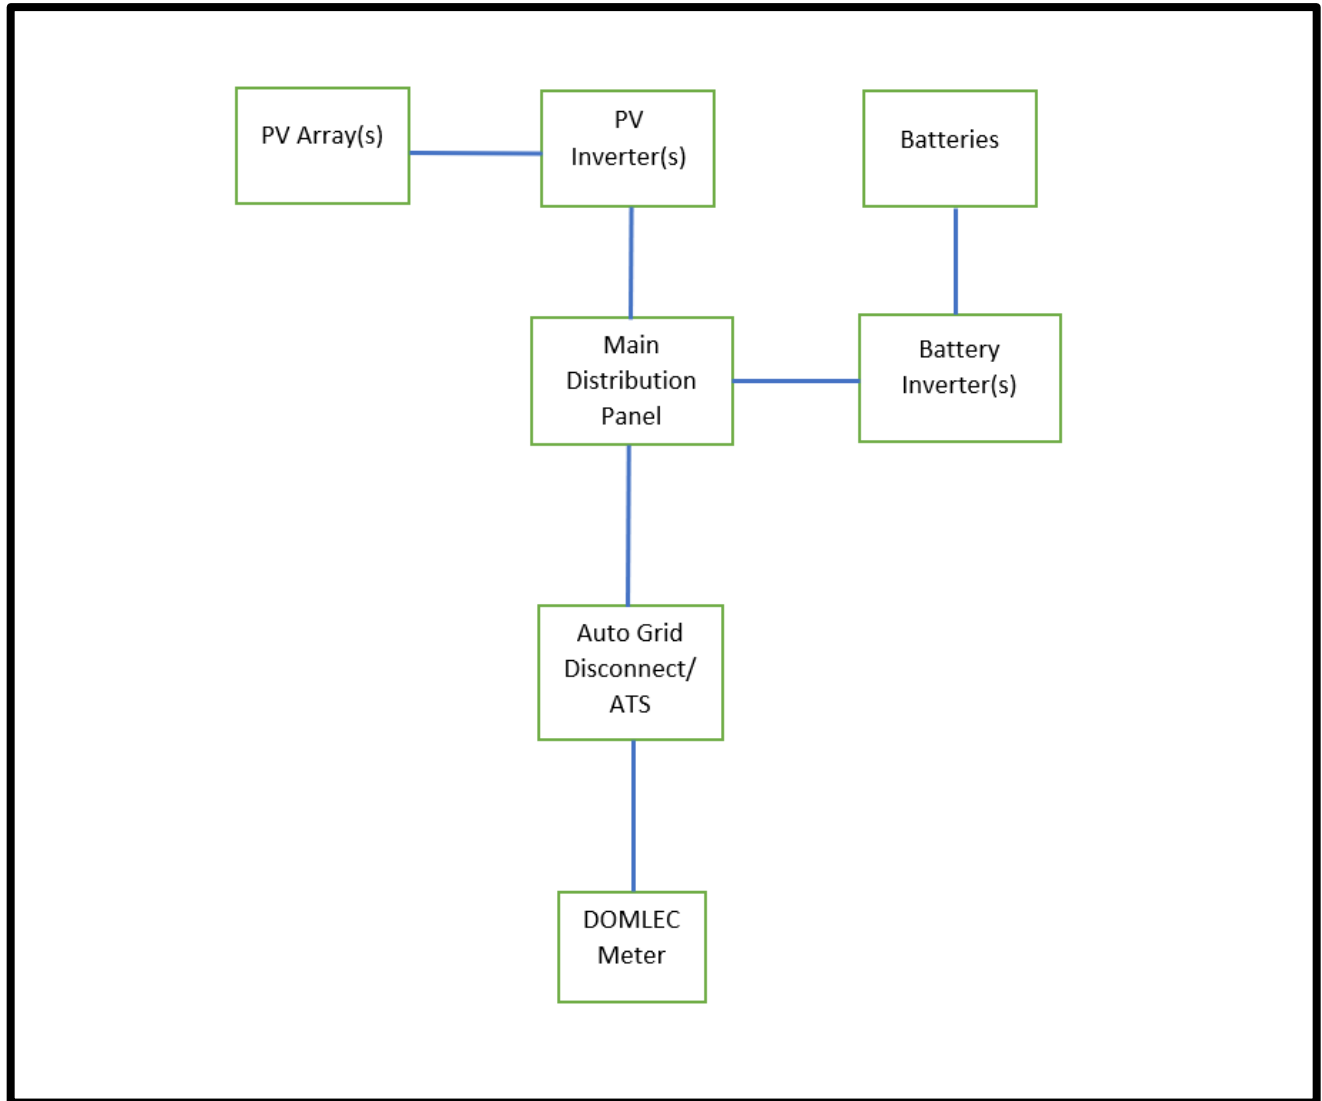 PV Array(s)
PV
Inverter(s)
Batteries
Main
Distribution
Panel
Battery
Inverter(s)
Auto Grid
Disconnect/
ATS
DOMLEC
Meter